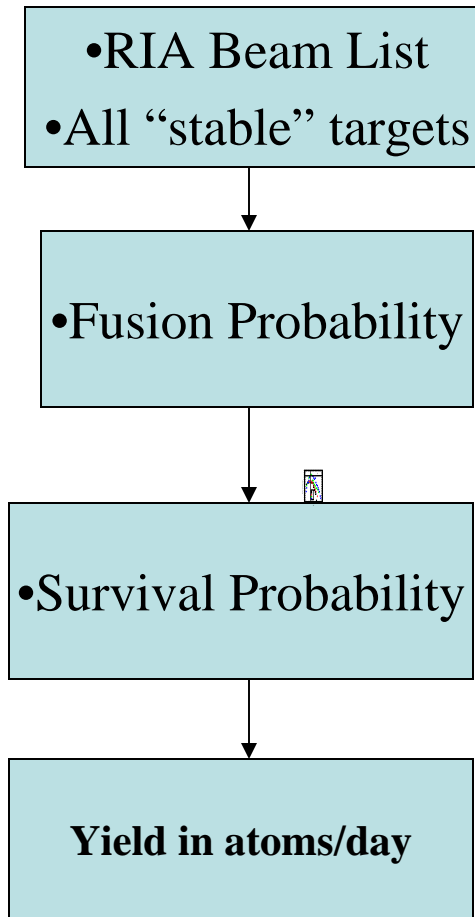 •RIA Beam List
•All “stable” targets
•Fusion Probability
•Survival Probability
Yield in atoms/day